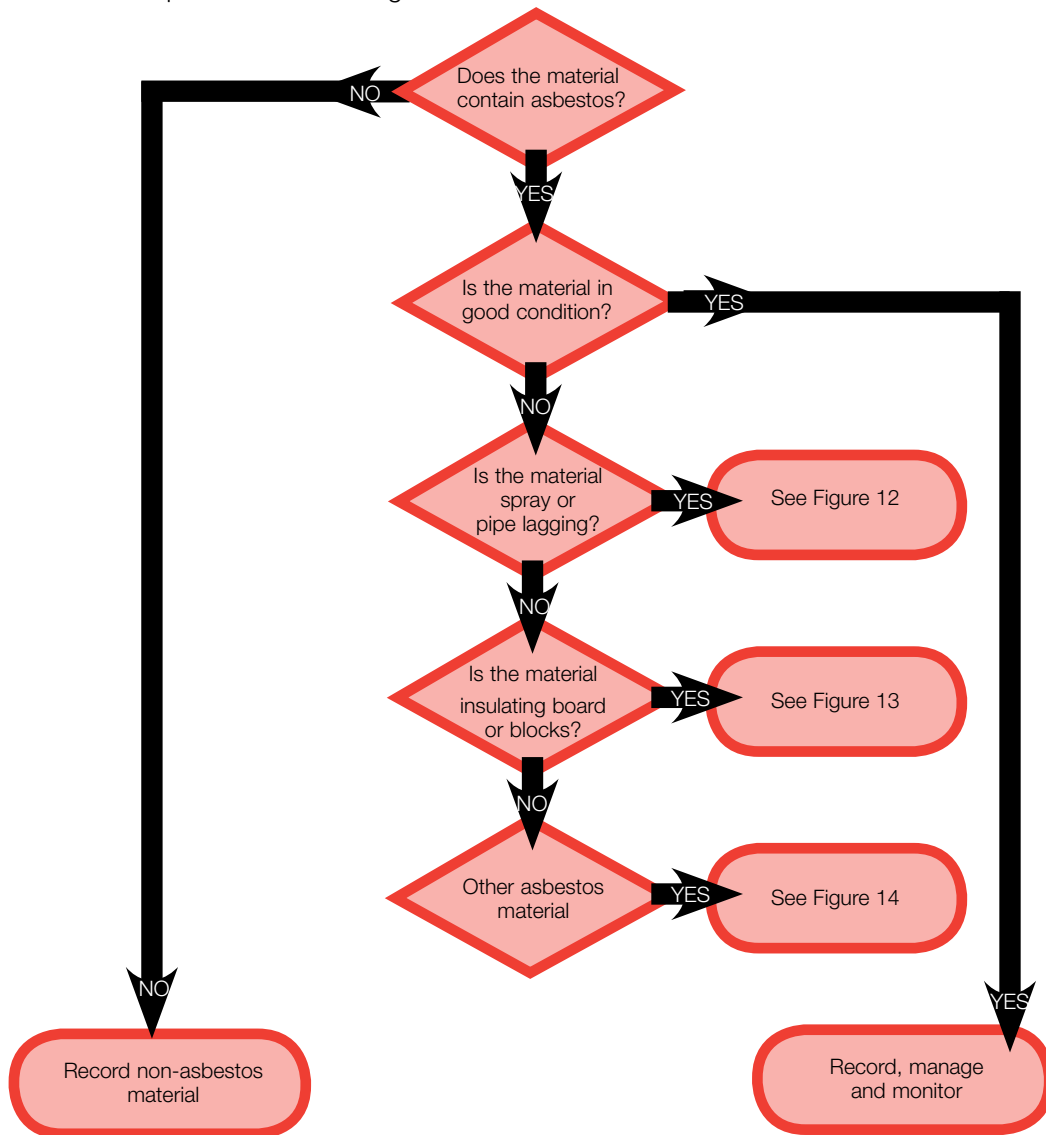 Does the material
contain asbestos?
NO
YES
Is the material in
good condition?
YES
NO
Is the material
spray or
pipe lagging?
YES
See Figure 12
NO
Is the material
insulating board
or blocks?
YES
See Figure 13
NO
Other asbestos
material
YES
See Figure 14
NO
Record non-asbestos
material
YES
Record, manage
and monitor